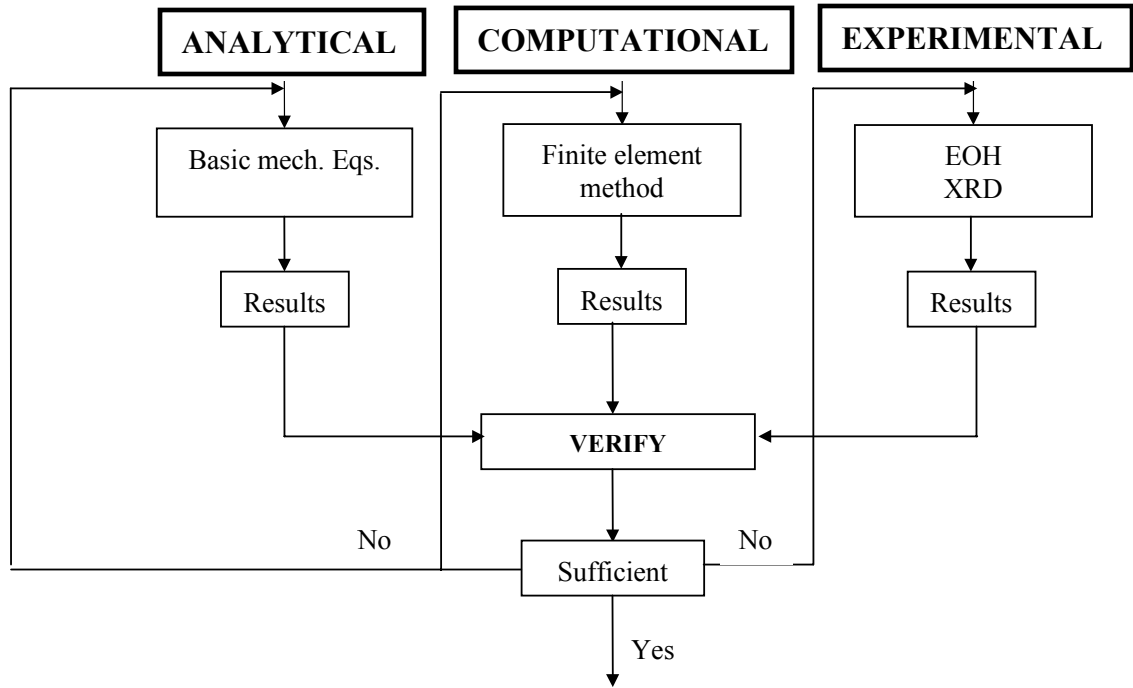 ANALYTICAL
COMPUTATIONAL
EXPERIMENTAL
Basic mech. Eqs.
Finite element
method
EOH
XRD
Results
Results
Results
VERIFY
No
No
Sufficient
Yes